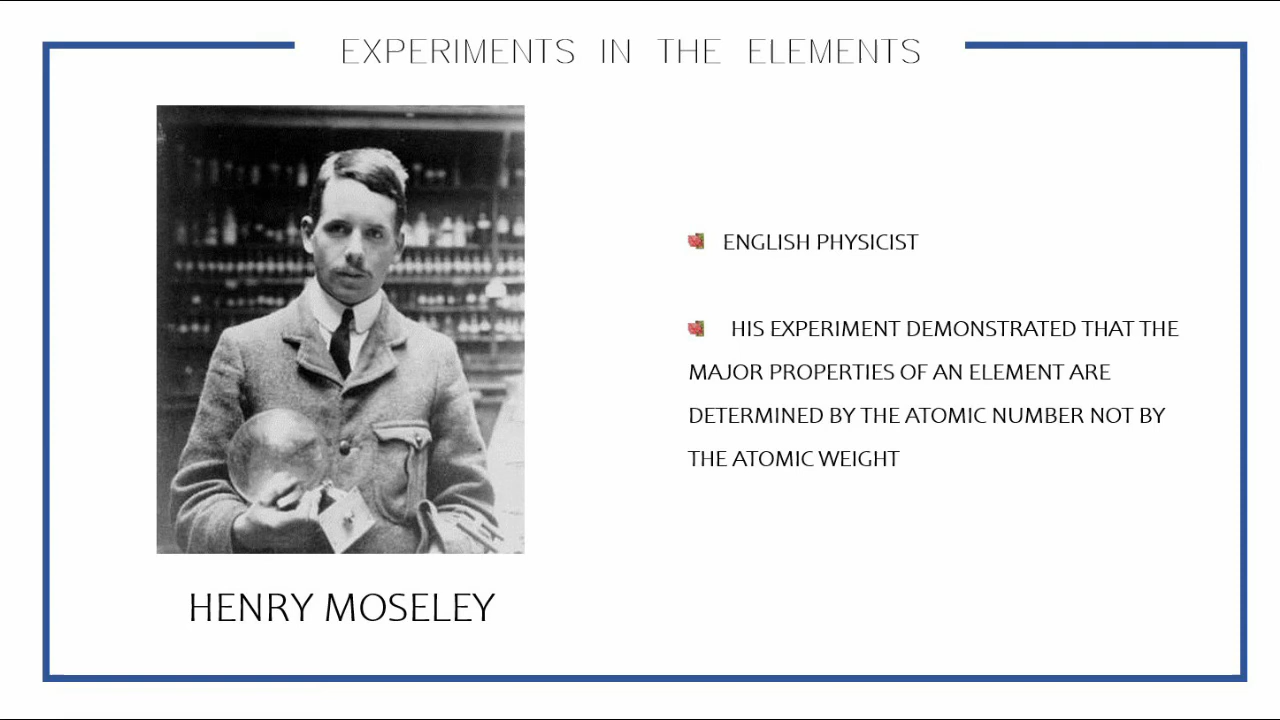 EXPERIMENTS IN THE ELEMENTS
ENGLISH PHYSICIST
HIS EXPERIMENT DEMONSTRATED THAT THE
MAJOR PROPERTIES OF AN ELEMENT ARE
DETERMINED BY THE ATOMIC NUMBER NOT BY
THE ATOMIC WEIGHT
HENRY MOSELEY